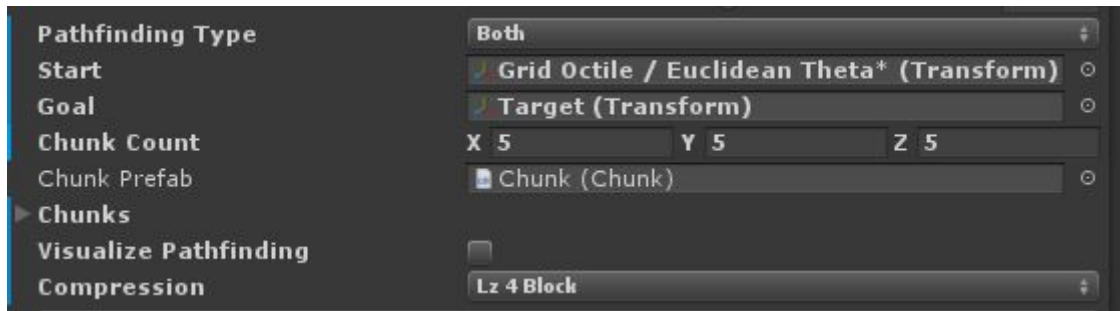 Pathfinding Type Both
Start Grid Octile / Euclidean Theta* (Transform)
Goal Target (Transform)
Chunk Count X 5 Y 5 Z 5
Chunk Prefab Chunk (Chunk)
Chunks
Visualize Pathfinding
Compression Lz 4 Block